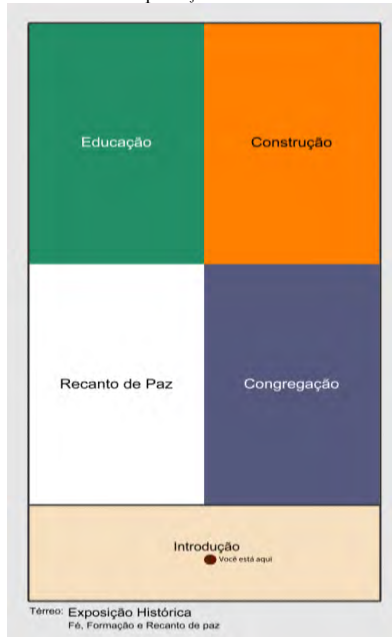 Educação
Construção
Recanto de Paz
Congregação
Introdução
Você está aqui
Térreo: Exposição Histórica
Fé, Formação e Recanto de paz